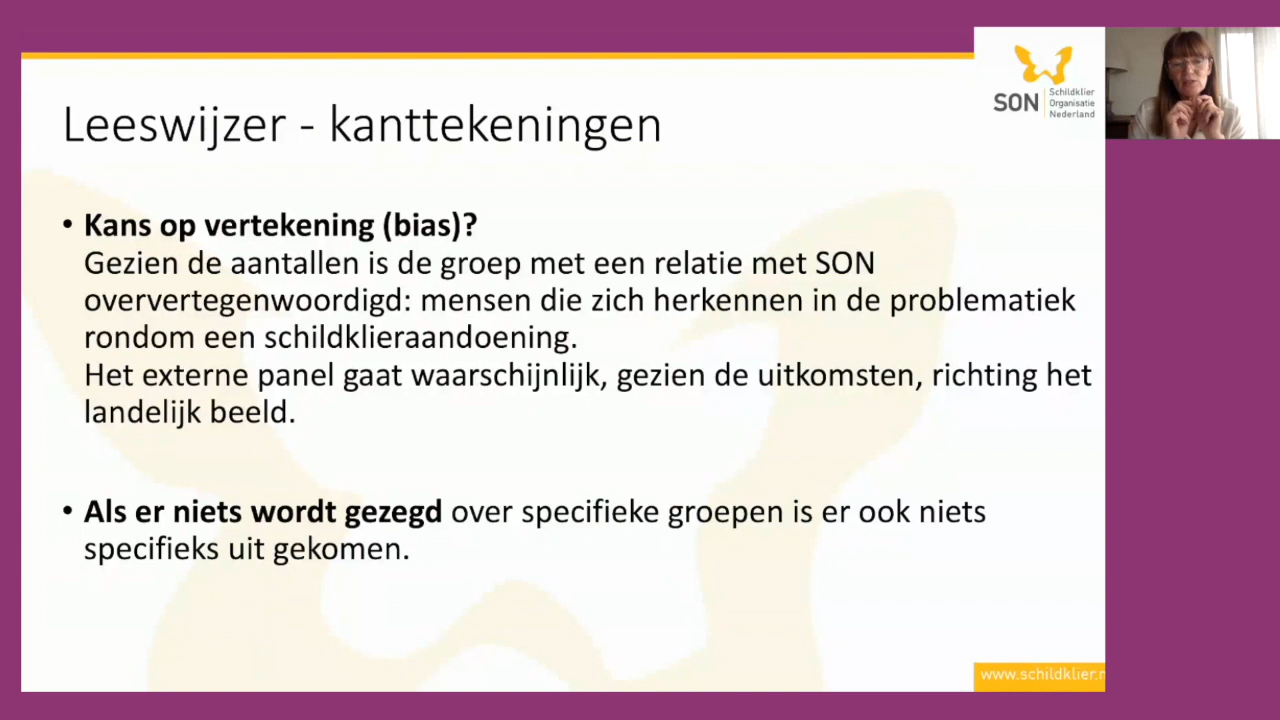 Leeswijzer - kanttekeningen
SON
Schildklier
Organisatie
Nederland
• Kans op vertekening (bias)?
Gezien de aantallen is de groep met een relatie met SON
oververtegenwoordigd: mensen die zich herkennen in de problematiek
rondom een schildklieraandoening.
Het externe panel gaat waarschijnlijk, gezien de uitkomsten, richting het
landelijk beeld.
• Als er niets wordt gezegd over specifieke groepen is er ook niets
specifieks uit gekomen.
www.schildklier.n